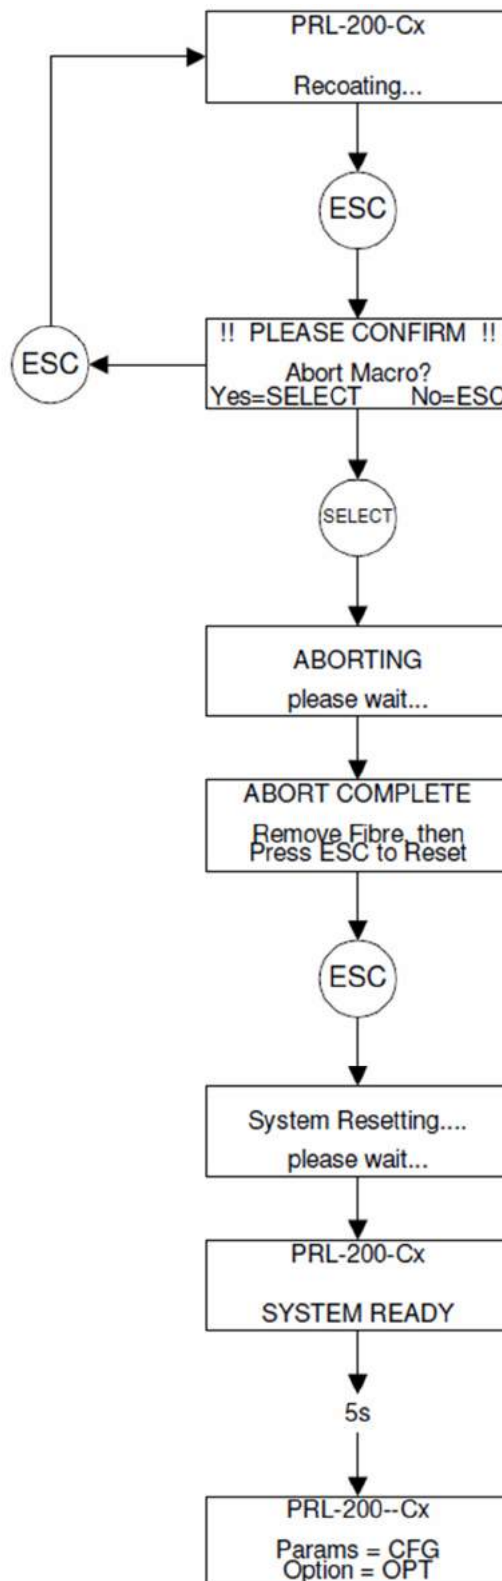 PRL-200-Cx
Recoating...
ESC
!! PLEASE CONFIRM !!
ESC
Abort Macro?
Yes=SELECT No=ESC
SELECT
ABORTING
please wait...
ABORT COMPLETE
Remove Fibre, then
Press ESC to Reset
ESC
System Resetting....
please wait...
PRL-200-Cx
SYSTEM READY
5s
PRL-200--Cx
Params = CFG
Option = OPT